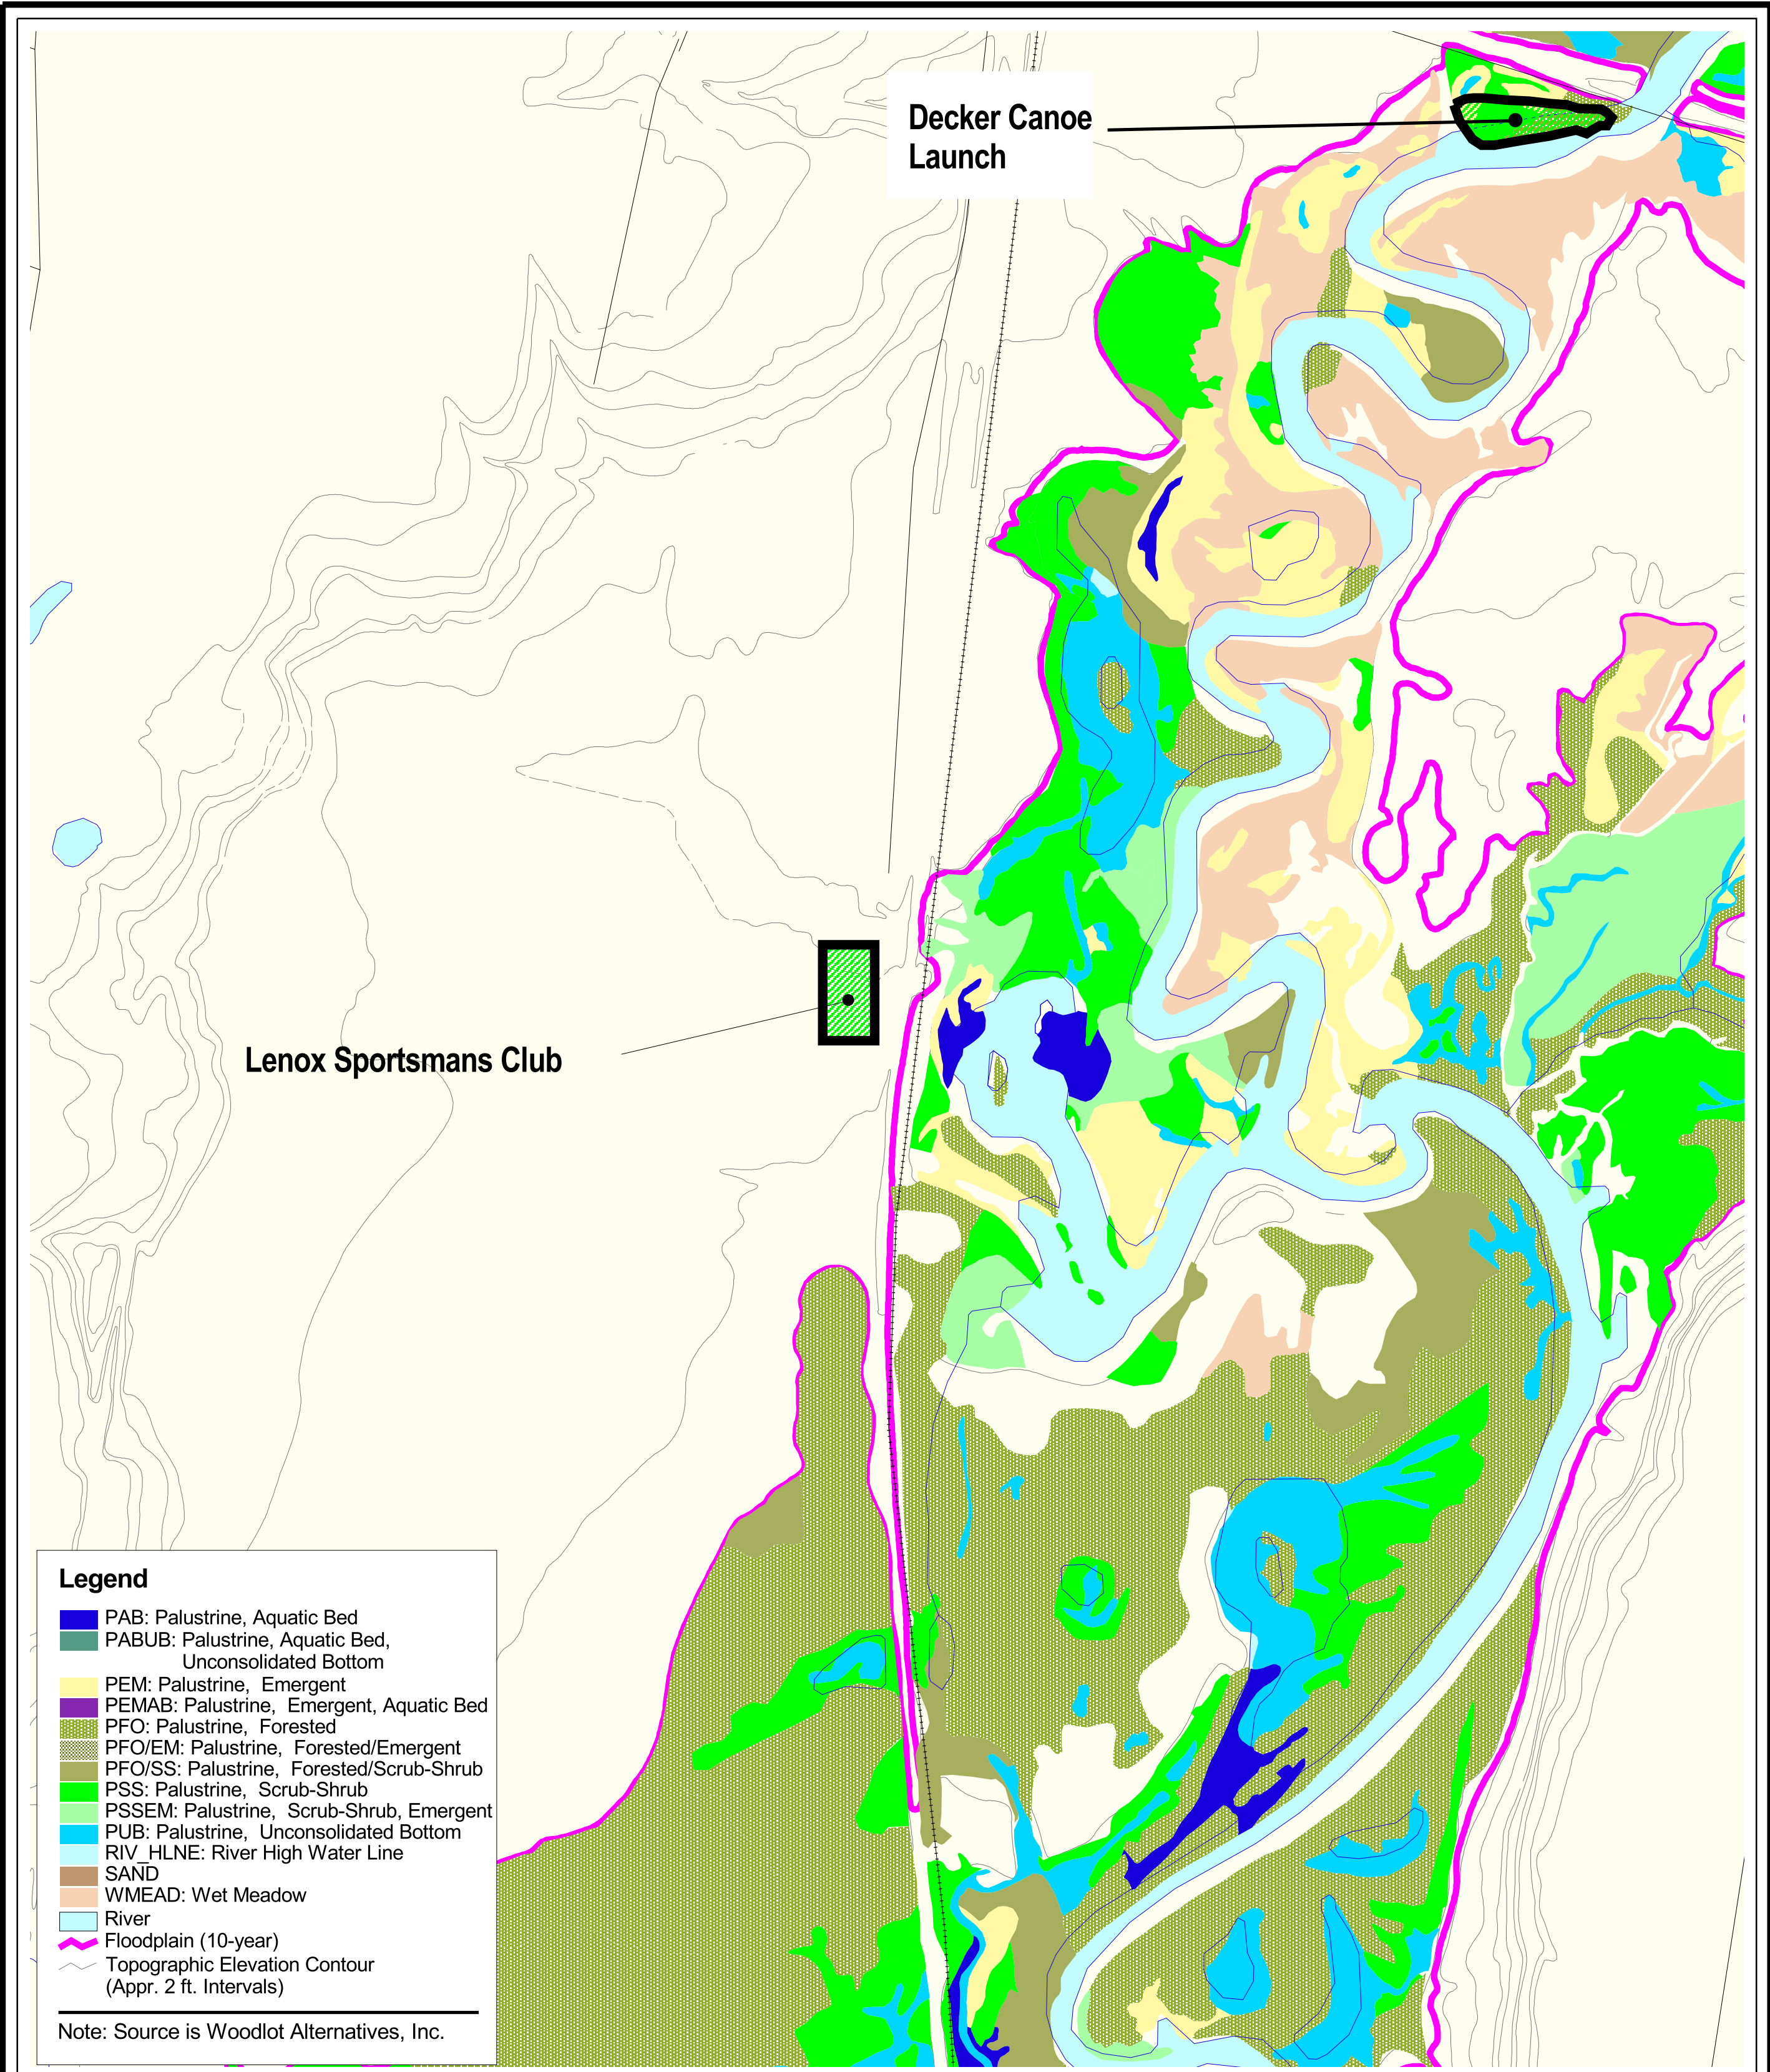 Decker Canoe
Launch
Lenox Sportsmans Club
Legend
PAB: Palustrine, Aquatic Bed
PABUB: Palustrine, Aquatic Bed,
Unconsolidated Bottom
PEM: Palustrine, Emergent
PEMAB: Palustrine, Emergent, Aquatic Bed
PFO: Palustrine, Forested
PFO/EM: Palustrine, Forested/Emergent
PFO/SS: Palustrine, Forested/Scrub-Shrub
PSS: Palustrine, Scrub-Shrub
PSSEM: Palustrine, Scrub-Shrub, Emergent
PUB: Palustrine, Unconsolidated Bottom
RIV_HLNE: River High Water Line
SAND
WMEAD: Wet Meadow
River
Floodplain (10-year)
Topographic Elevation Contour
(Appr. 2 ft. Intervals)
Note: Source is Woodlot Alternatives, Inc.